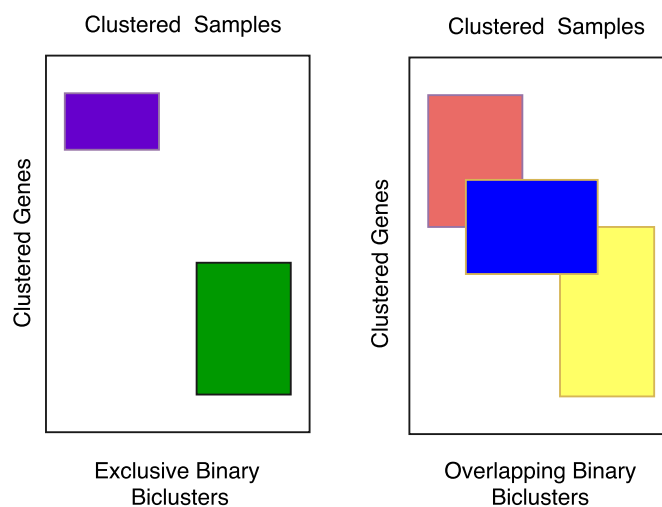 Clustered Samples
Clustered Genes
Exclusive Binary
Biclusters
Clustered Samples
Clustered Genes
Overlapping Binary
Biclusters